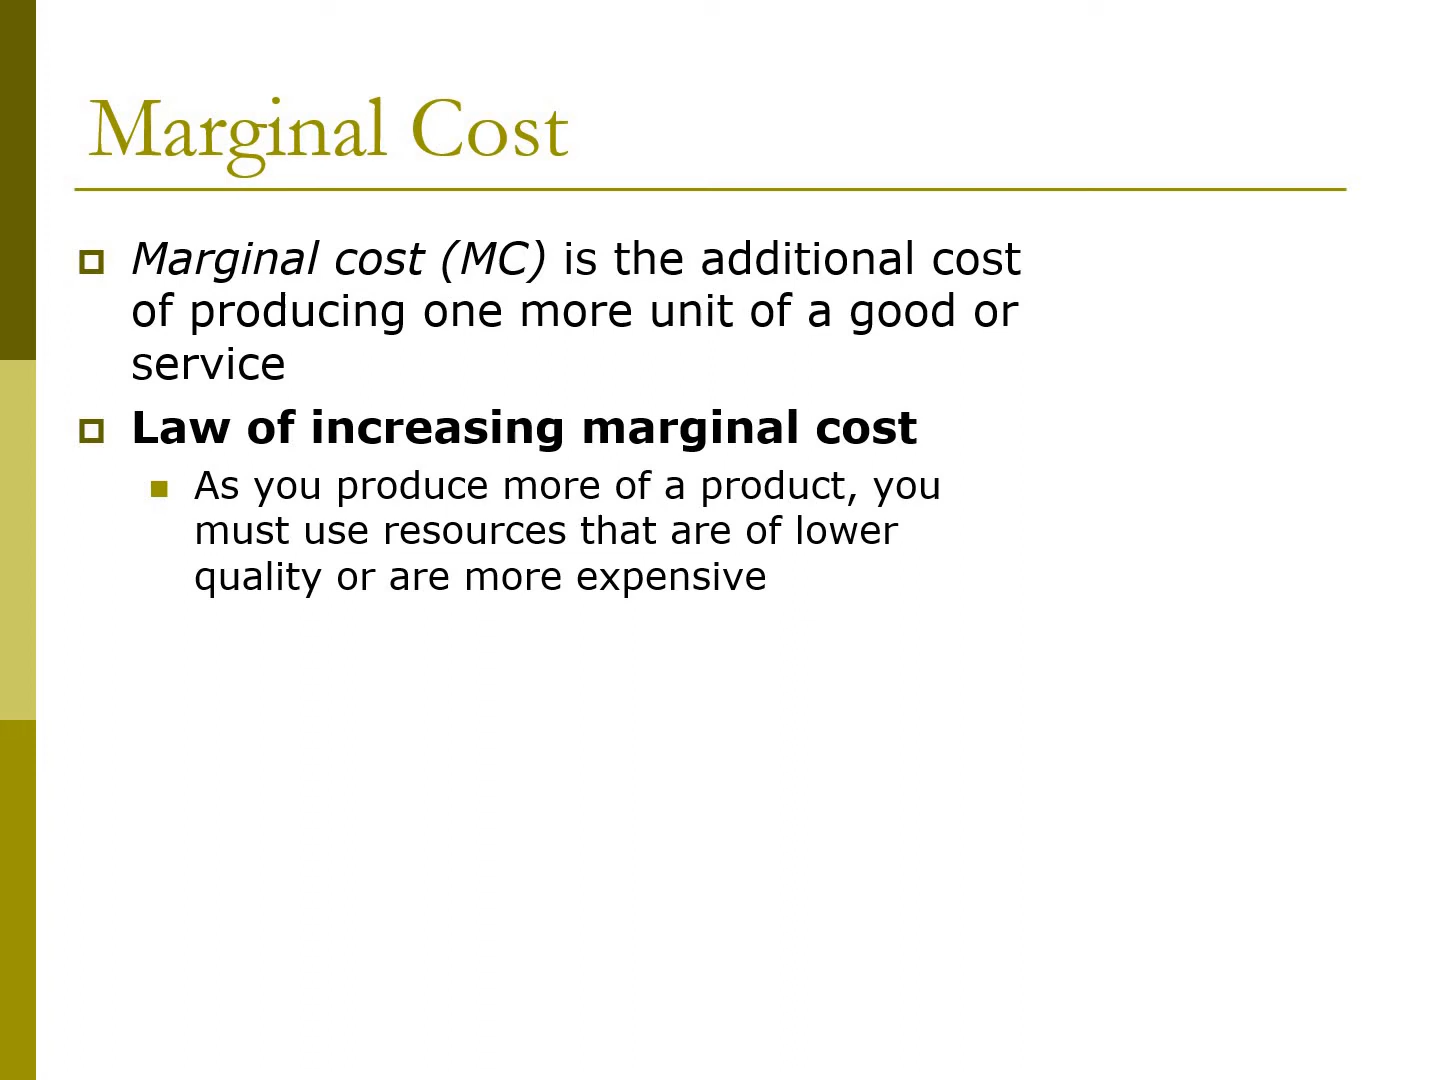 Marginal Cost
Marginal cost (MC) is the additional cost
of producing one more unit of a good or
service
Law of increasing marginal cost
As you produce more of a product, you
must use resources that are of lower
quality or are more expensive